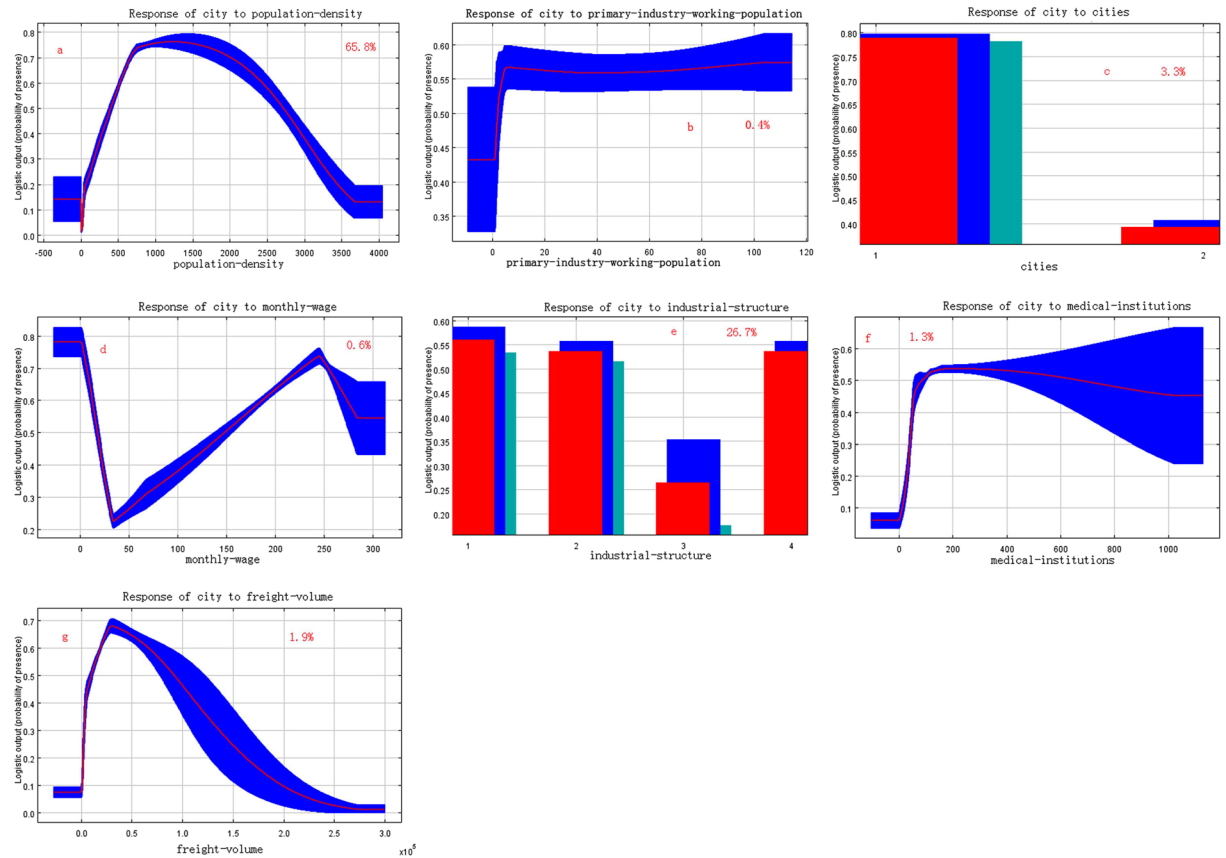 Response of city to population-density
Logistic output (probability of presence)
0.8
0.7
0.6
0.5
0.4
0.3
0.2
0.1
0.0
a
65.8%
-500 0 500 1000 1500 2000 2500 3000 3500 4000
population-density
Response of city to primary-industry-working-population
Logistic output (probability of presence)
0.60
0.55
0.50
0.45
0.40
0.35
b 0.4%
0 20 40 60 80 100 120
primary-industry-working-population
Response of city to cities
Logistic output (probability of presence)
0.80
0.75
0.70
0.65
0.60
0.55
0.50
0.45
0.40
c 3.3%
1 2
cities
Response of city to monthly-wage
Logistic output (probability of presence)
0.8
0.7
0.6
0.5
0.4
0.3
0.2
d 0.6%
0 50 100 150 200 250 300
monthly-wage
Response of city to industrial-structure
Logistic output (probability of presence)
0.60
0.55
0.50
0.45
0.40
0.35
0.30
0.25
0.20
e 26.7%
1 2 3 4
industrial-structure
Response of city to medical-institutions
Logistic output (probability of presence)
0.7
0.6
0.5
0.4
0.3
0.2
0.1
f 1.3%
0 200 400 600 800 1000
medical-institutions
Response of city to freight-volume
Logistic output (probability of presence)
0.7
0.6
0.5
0.4
0.3
0.2
0.1
0.0
g 1.9%
0.0 0.5 1.0 1.5 2.0 2.5 3.0
x10⁵
freight-volume